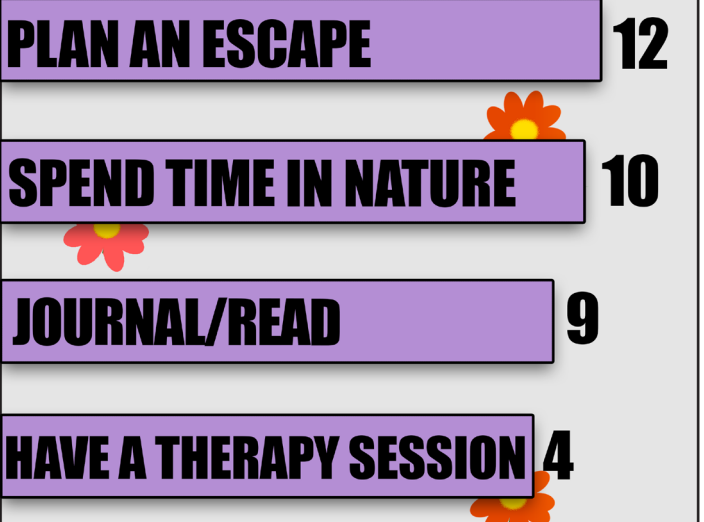 PLAN AN ESCAPE 12
SPEND TIME IN NATURE 10
JOURNAL/READ 9
HAVE A THERAPY SESSION 4